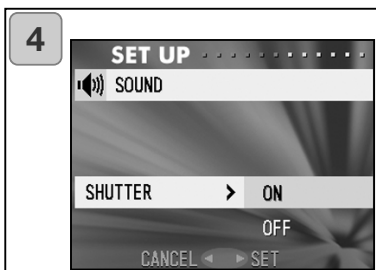 4
SET UP
SOUND
SHUTTER > ON
OFF
CANCEL ◄ ► SET